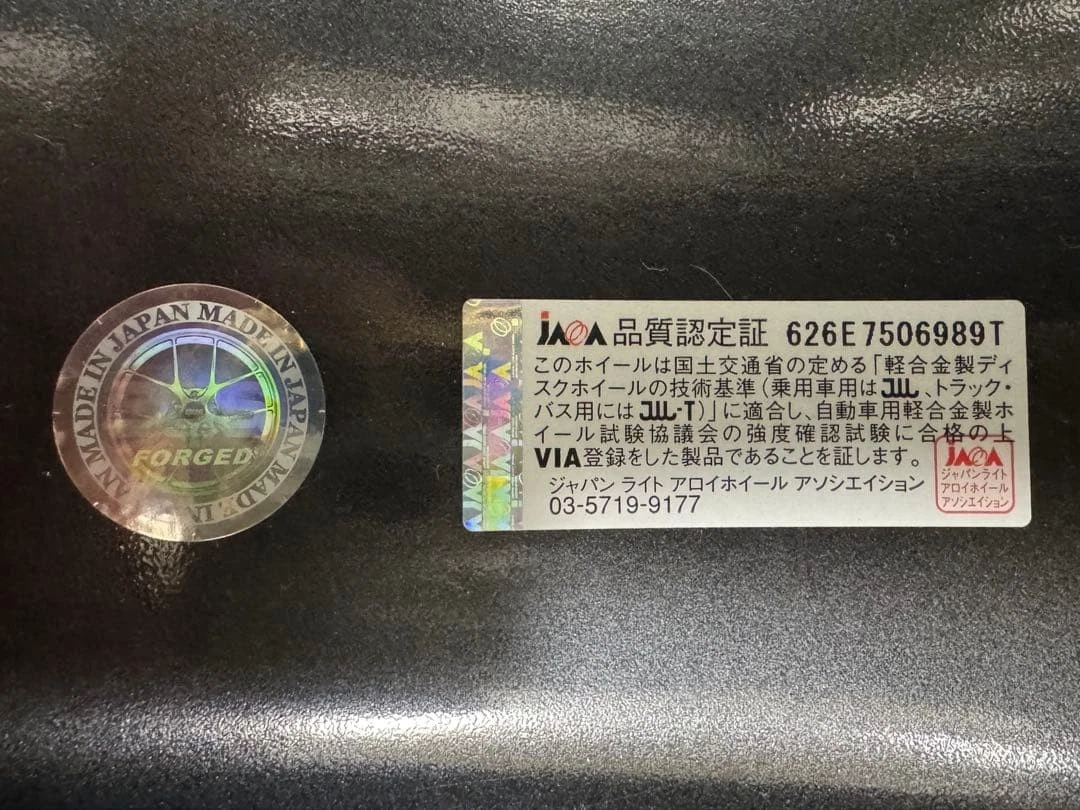 MADE IN JAPAN MADE IN JAPAN MADE IN JAPAN
FORGED
JAWA 品質認定証 626E 7506989T
このホイールは国土交通省の定める「軽合金製ディ
スクホイールの技術基準(乗用車用はJWL、トラック・
バス用にはJWL-T)」に適合し、自動車用軽合金製ホ
イール試験協議会の強度確認試験に合格の上
VIA登録をした製品であることを証します。
ジャパン ライト アロイホイール アソシエイション
03-5719-9177
JAWA
ジャパンライト
アロイホイール
アソシエイション